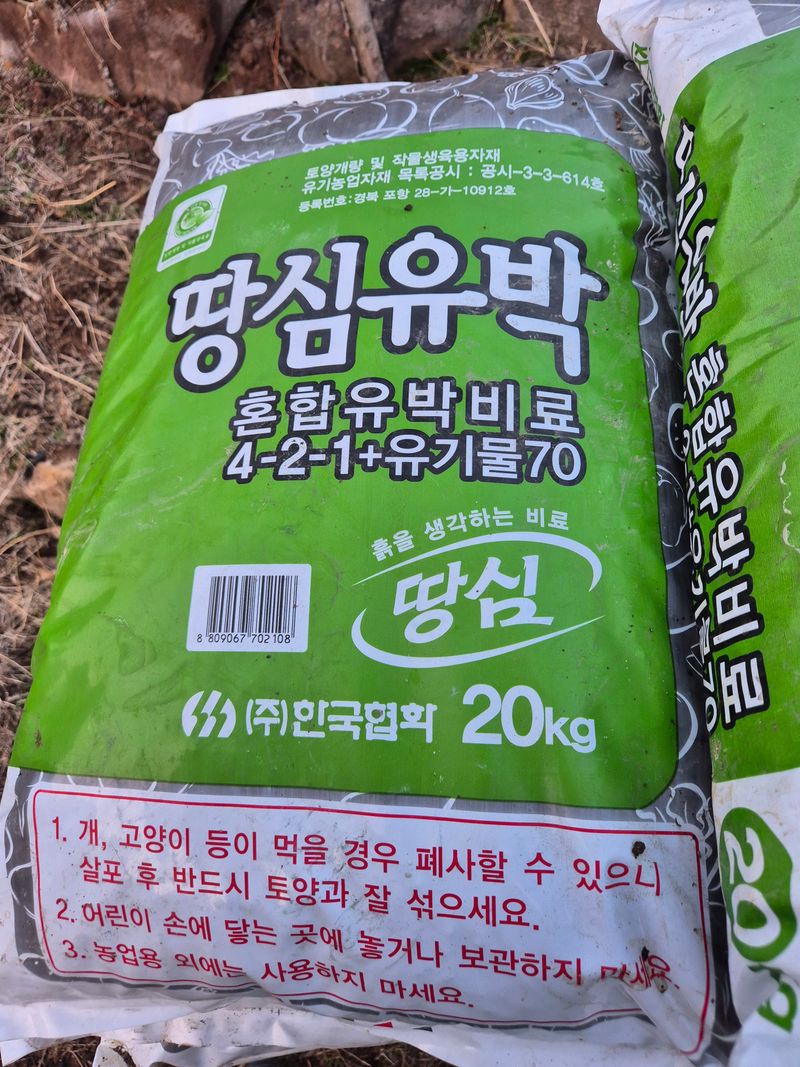 토양개량 및 작물생육용자재
유기농업자재 목록공시 : 공시-3-3-614호
등록번호:경북 포항 28-가-10912호
땅심유박
혼합유박비료
4-2-1+유기물70
흙을 생각하는 비료
땅심
8 809067 702108
(주)한국협화 20kg
1. 개, 고양이 등이 먹을 경우 폐사할 수 있으니
살포 후 반드시 토양과 잘 섞으세요.
2. 어린이 손에 닿는 곳에 놓거나 보관하지 마세요.
3. 농업용 외에는 사용하지 마세요.
혼합유박비료
20